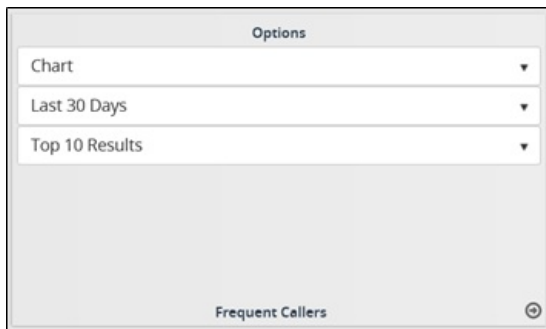 Options
Chart
Last 30 Days
Top 10 Results
Frequent Callers